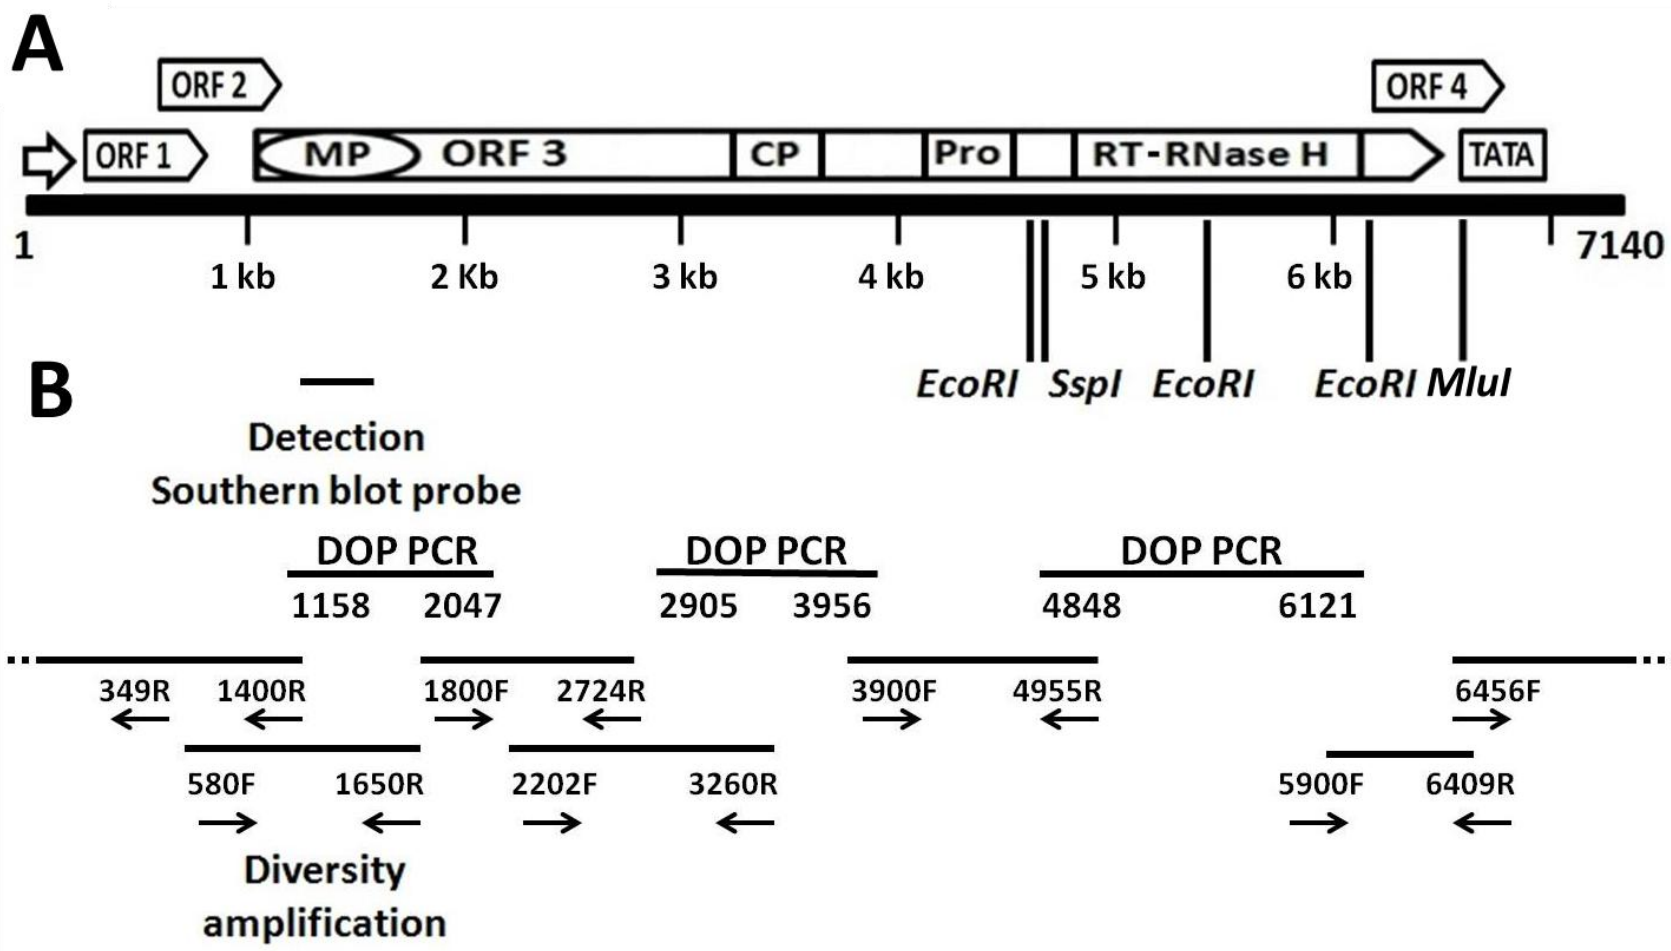 A
ORF 2
ORF 4
ORF 1
MP ORF 3 CP Pro RT-RNase H
TATA
1
7140
1 kb 2 Kb 3 kb 4 kb 5 kb 6 kb
EcoRI SspI EcoRI EcoRI MluI
B
Detection
Southern blot probe
DOP PCR DOP PCR DOP PCR
1158 2047 2905 3956 4848 6121
349R 1400R 1800F 2724R 3900F 4955R 6456F
580F 1650R 2202F 3260R 5900F 6409R
Diversity
amplification